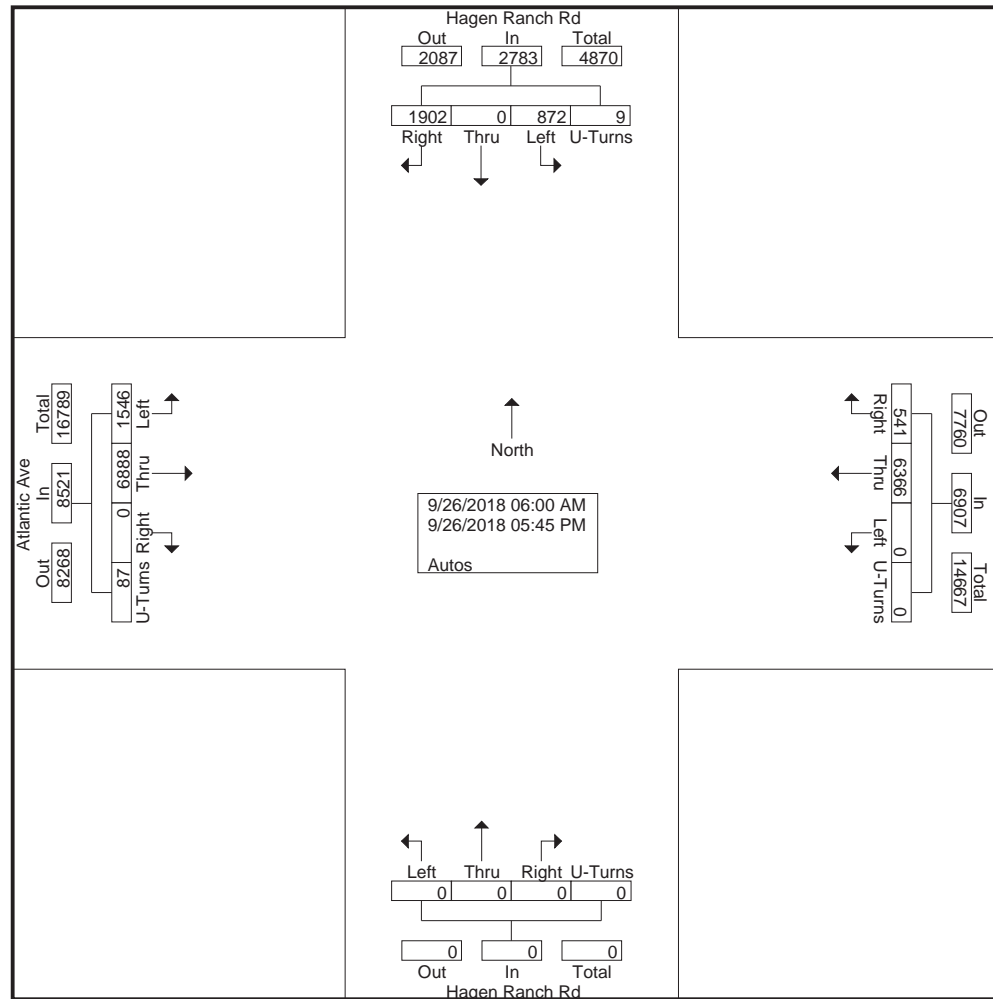 Hagen Ranch Rd
Out In Total
2087 2783 4870
1902 0 872 9
Right Thru Left U-Turns
Atlantic Ave
Total In Out
16789 8521 8268
1546 6888 0 87
Left Thru Right U-Turns
North
9/26/2018 06:00 AM
9/26/2018 05:45 PM
Autos
Right Thru Left U-Turns
541 6366 0 0
7760 6907 14667
Out In Total
Left Thru Right U-Turns
0 0 0 0
0 0 0
Out In Total
Hagen Ranch Rd